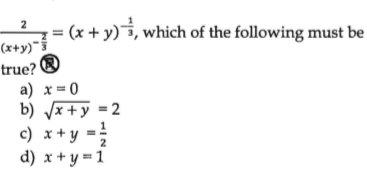 2/(x+y)^(-2/3) = (x + y)^(-1/3), which of the following must be
true? Ⓡ
a) x = 0
b) √(x + y) = 2
c) x + y = 1/2
d) x + y = 1